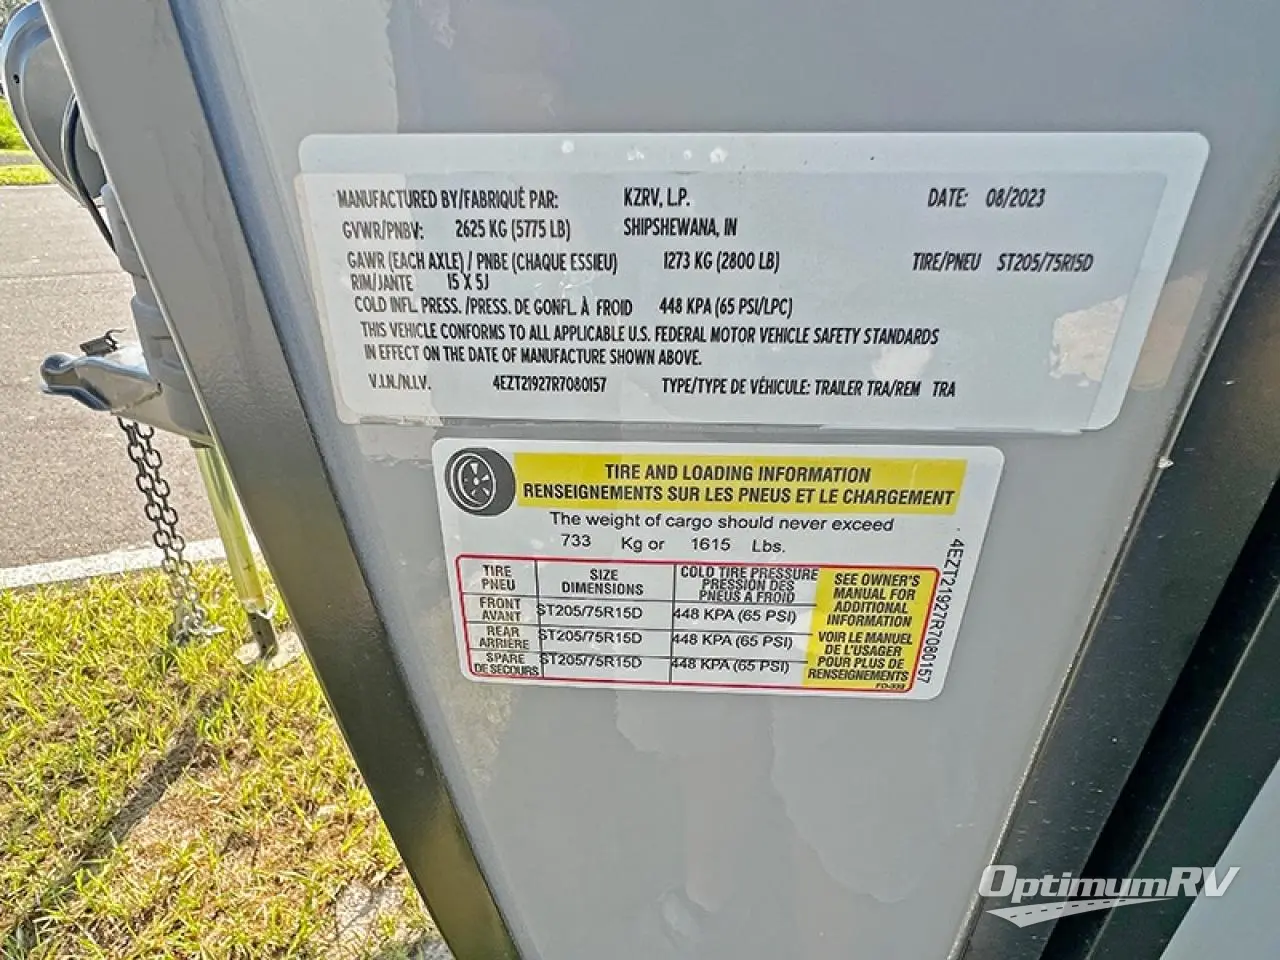 MANUFACTURED BY/FABRIQUÉ PAR: KZRV, L.P. DATE: 08/2023
GVWR/PNBV: 2625 KG (5775 LB) SHIPSHEWANA, IN
GAWR (EACH AXLE) / PNBE (CHAQUE ESSIEU) 1273 KG (2800 LB) TIRE/PNEU ST205/75R15D
RIM/JANTE 15 X 5J
COLD INFL. PRESS. /PRESS. DE GONFL. À FROID 448 KPA (65 PSI/LPC)
THIS VEHICLE CONFORMS TO ALL APPLICABLE U.S. FEDERAL MOTOR VEHICLE SAFETY STANDARDS
IN EFFECT ON THE DATE OF MANUFACTURE SHOWN ABOVE.
V.I.N./N.I.V. 4EZT21927R7080157 TYPE/TYPE DE VÉHICULE: TRAILER TRA/REM TRA
TIRE AND LOADING INFORMATION
RENSEIGNEMENTS SUR LES PNEUS ET LE CHARGEMENT
The weight of cargo should never exceed
733 Kg or 1615 Lbs.
TIRE
PNEU
SIZE
DIMENSIONS
COLD TIRE PRESSURE
PRESSION DES
PNEUS A FROID
FRONT
AVANT
ST205/75R15D
448 KPA (65 PSI)
REAR
ARRIÈRE
ST205/75R15D
448 KPA (65 PSI)
SPARE
DE SECOURS
ST205/75R15D
448 KPA (65 PSI)
SEE OWNER'S
MANUAL FOR
ADDITIONAL
INFORMATION
VOIR LE MANUEL
DE L'USAGER
POUR PLUS DE
RENSEIGNEMENTS
4EZT21927R7080157
OptimumRV